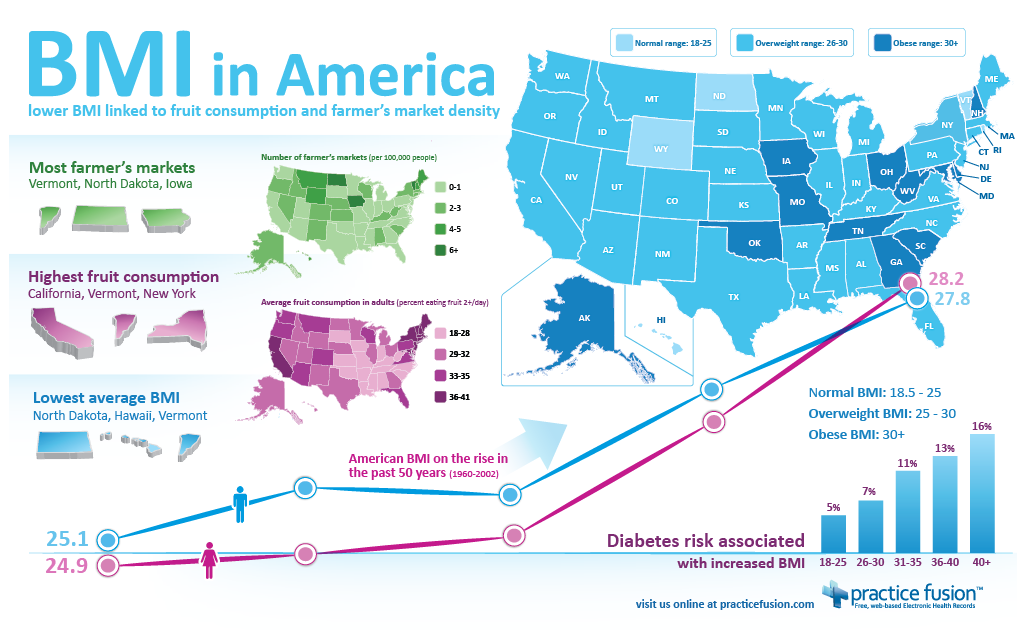 BMI in America
lower BMI linked to fruit consumption and farmer's market density
Normal range: 18-25
Overweight range: 26-30
Obese range: 30+
Most farmer's markets
Vermont, North Dakota, Iowa
Number of farmer's markets (per 100,000 people)
0-1
2-3
4-5
6+
Highest fruit consumption
California, Vermont, New York
Average fruit consumption in adults (percent eating fruit 2+/day)
18-28
29-32
33-35
36-41
Lowest average BMI
North Dakota, Hawaii, Vermont
WA
MT
ND
MN
ME
VT
NH
OR
ID
SD
WI
MI
NY
MA
WY
CT
RI
IA
PA
NJ
NE
OH
DE
NV
UT
IL
IN
WV
MD
CA
CO
KS
MO
KY
VA
AZ
NM
OK
AR
TN
NC
SC
MS
AL
GA
TX
LA
FL
AK
HI
28.2
27.8
American BMI on the rise in
the past 50 years (1960-2002)
25.1
24.9
Normal BMI: 18.5 - 25
Overweight BMI: 25 - 30
Obese BMI: 30+
5%
7%
11%
13%
16%
Diabetes risk associated
with increased BMI
18-25
26-30
31-35
36-40
40+
visit us online at practicefusion.com
practice fusion™
Free, web-based Electronic Health Records